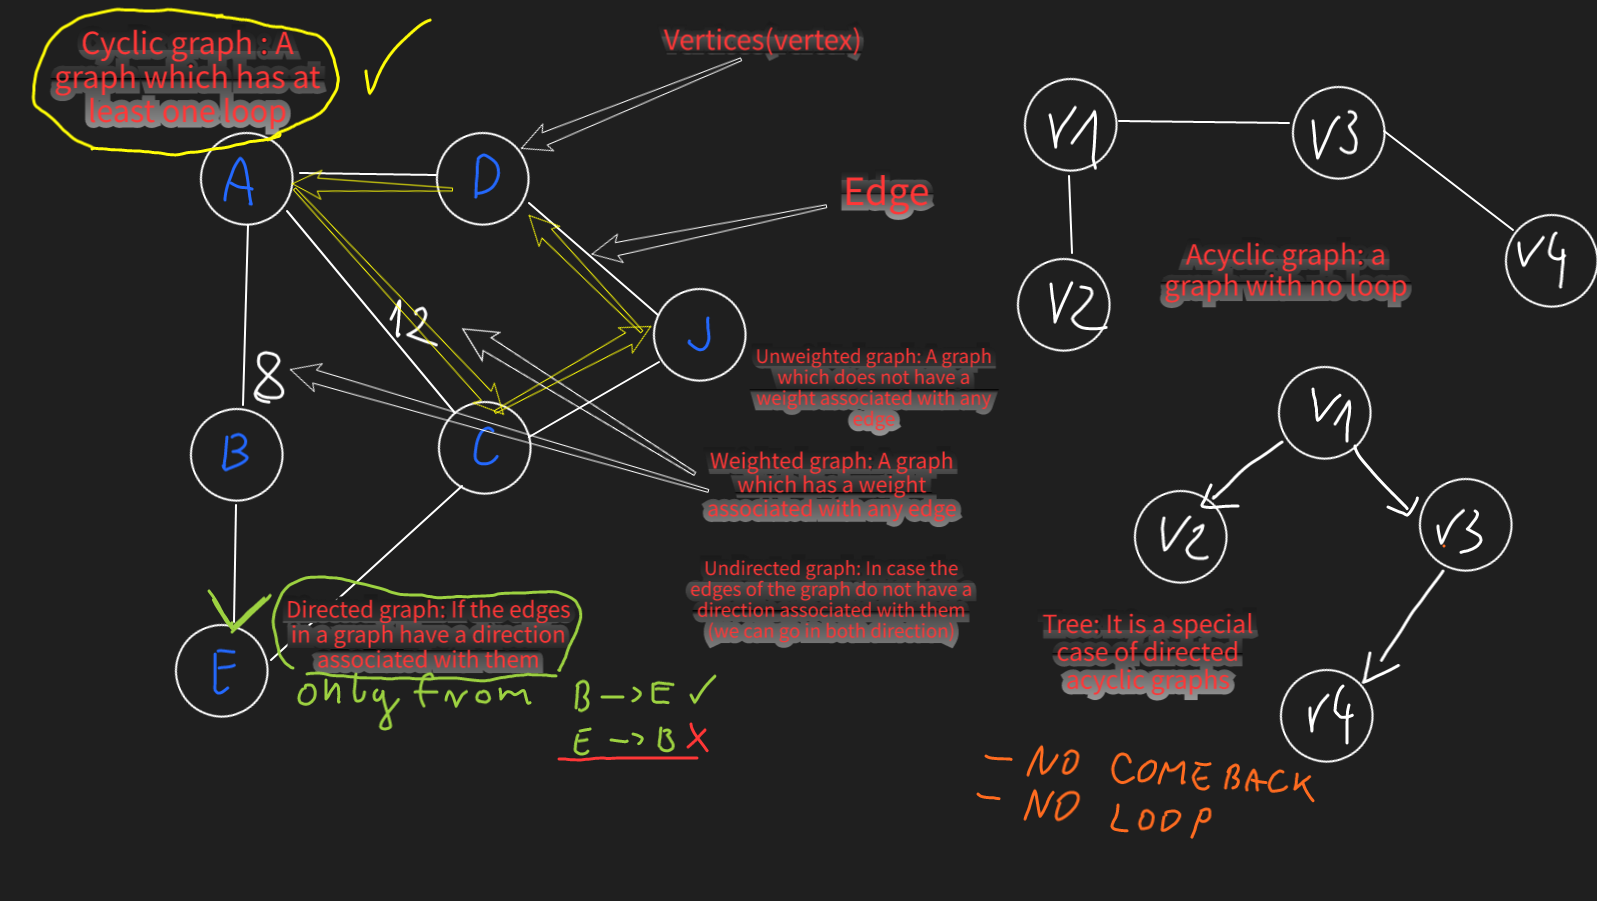 Cyclic graph : A
graph which has at
least one loop
Vertices(vertex)
Edge
A
D
J
12
8
B
C
E
Unweighted graph: A graph
which does not have a
weight associated with any
edge
Weighted graph: A graph
which has a weight
associated with any edge
Undirected graph: In case the
edges of the graph do not have a
direction associated with them
(we can go in both direction)
Directed graph: If the edges
in a graph have a direction
associated with them
only from
B -> E ✓
E -> B X
V1
V3
V2
V4
Acyclic graph: a
graph with no loop
V1
V2
V3
V4
Tree: It is a special
case of directed
acyclic graphs
- NO COMEBACK
- NO LOOP